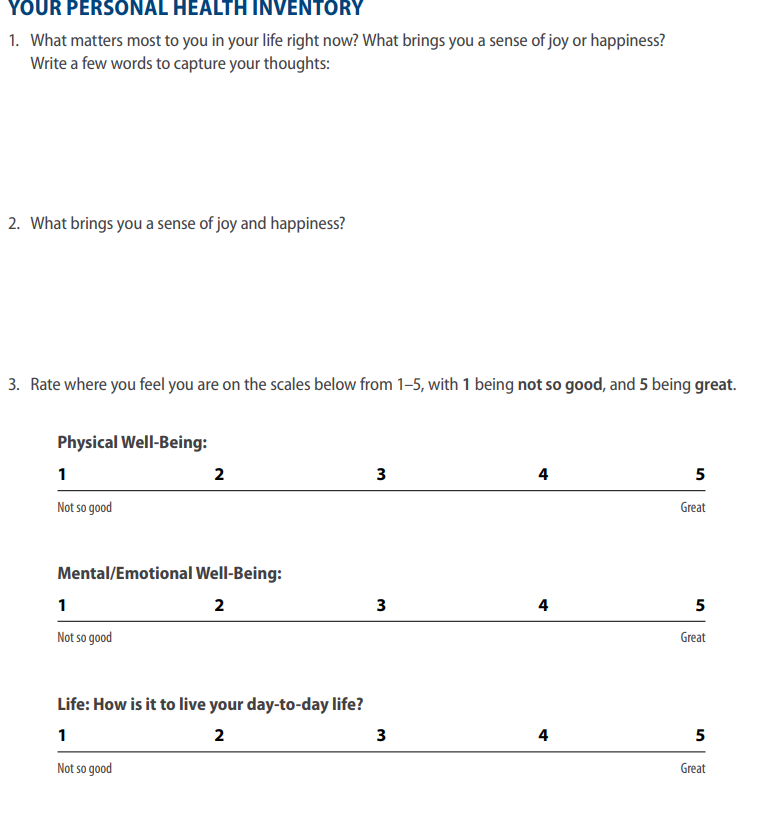 YOUR PERSONAL HEALTH INVENTORY
1. What matters most to you in your life right now? What brings you a sense of joy or happiness?
Write a few words to capture your thoughts:
2. What brings you a sense of joy and happiness?
3. Rate where you feel you are on the scales below from 1–5, with 1 being not so good, and 5 being great.
Physical Well-Being:
1 2 3 4 5
Not so good Great
Mental/Emotional Well-Being:
1 2 3 4 5
Not so good Great
Life: How is it to live your day-to-day life?
1 2 3 4 5
Not so good Great